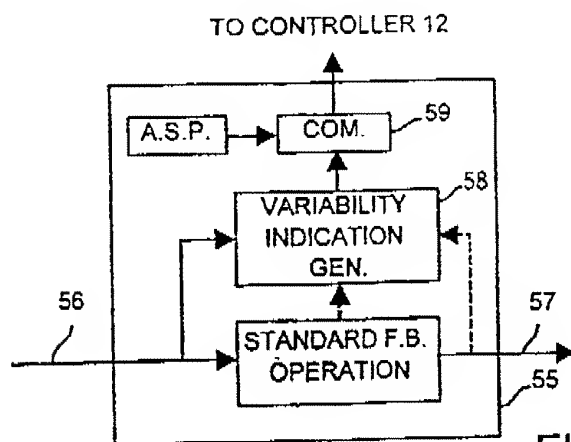 TO CONTROLLER 12
A.S.P.
COM.
59
58
VARIABILITY
INDICATION
GEN.
56
57
STANDARD F.B.
OPERATION
55